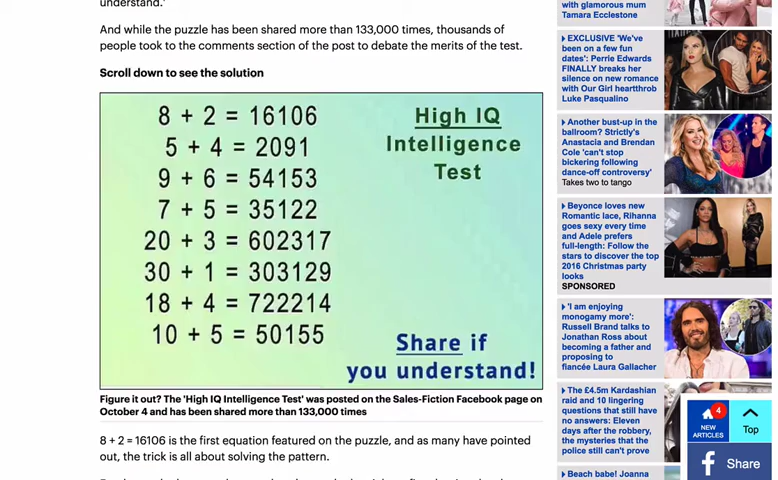 understand.'
And while the puzzle has been shared more than 133,000 times, thousands of
people took to the comments section of the post to debate the merits of the test.
Scroll down to see the solution
8 + 2 = 16106
5 + 4 = 2091
9 + 6 = 54153
7 + 5 = 35122
20 + 3 = 602317
30 + 1 = 303129
18 + 4 = 722214
10 + 5 = 50155
High IQ
Intelligence
Test
Share if
you understand!
Figure it out? The 'High IQ Intelligence Test' was posted on the Sales-Fiction Facebook page on
October 4 and has been shared more than 133,000 times
8 + 2 = 16106 is the first equation featured on the puzzle, and as many have pointed
out, the trick is all about solving the pattern.
with glamorous mum
Tamara Ecclestone
EXCLUSIVE 'We've
been on a few fun
dates': Perrie Edwards
FINALLY breaks her
silence on new romance
with Our Girl heartthrob
Luke Pasqualino
Another bust-up in the
ballroom? Strictly's
Anastacia and Brendan
Cole 'can't stop
bickering following
dance-off controversy'
Takes two to tango
Beyonce loves new
Romantic lace, Rihanna
goes sexy every time
and Adele prefers
full-length: Follow the
stars to discover the top
2016 Christmas party
looks
SPONSORED
'I am enjoying
monogamy more':
Russell Brand talks to
Jonathan Ross about
becoming a father and
proposing to
fiancée Laura Gallacher
The £4.5m Kardashian
raid and 10 lingering
questions that still have
no answers: Eleven
days after the robbery,
the mysteries that the
police still can't prove
Beach babe! Joanna
4
NEW
ARTICLES
Top
Share